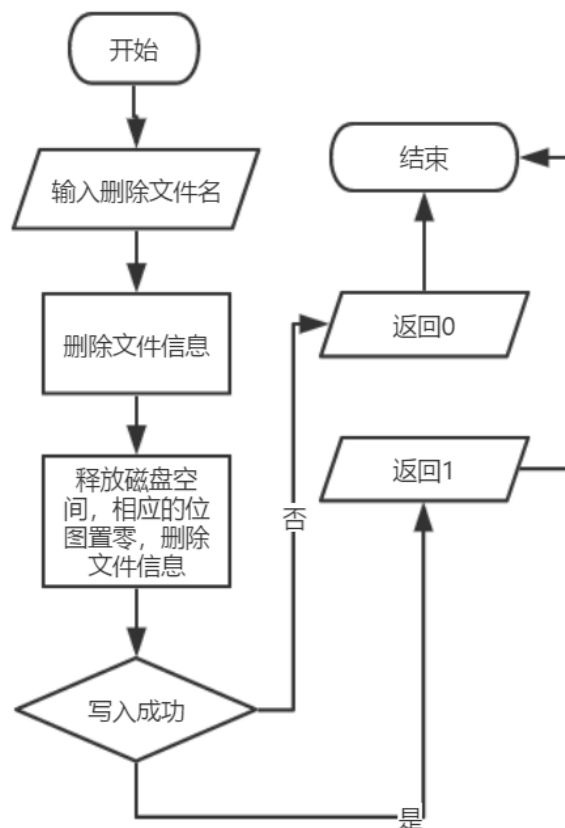 开始
输入删除文件名
删除文件信息
释放磁盘空
间，相应的位
图置零，删除
文件信息
写入成功
否
是
返回1
返回0
结束